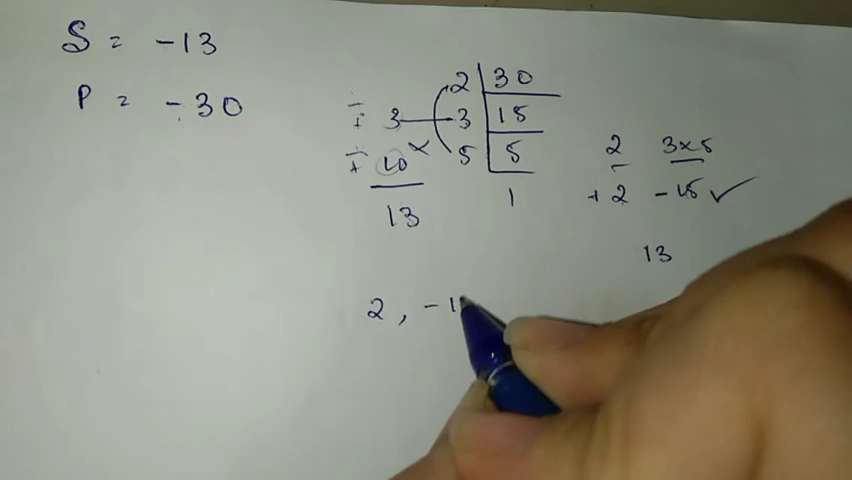 S = -13
P = -30
2 | 30
∓ 3 3 | 15
∓ 10 × 5 | 5
13 1
2 3×5
+2 -15 ✓
13
2 , -1